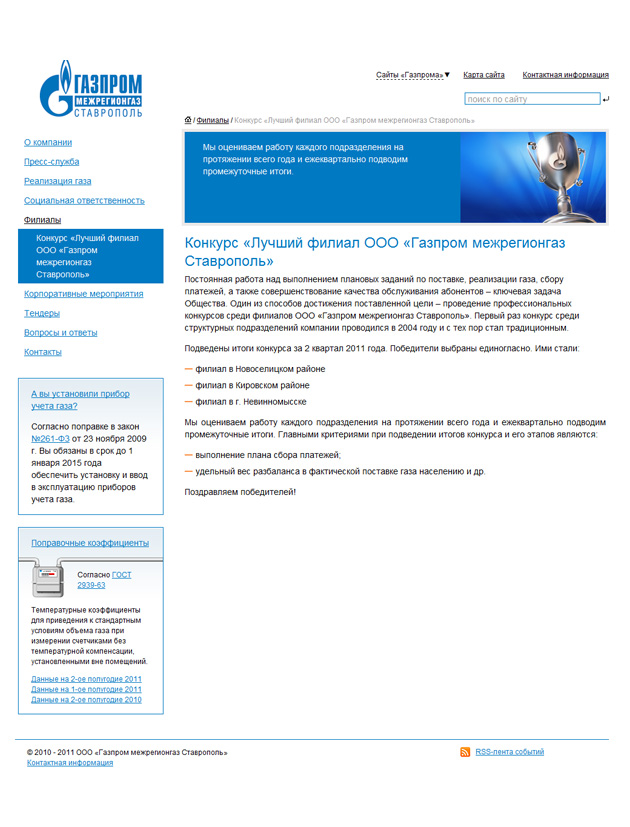 ГАЗПРОМ
МЕЖРЕГИОНГАЗ
СТАВРОПОЛЬ
Сайты «Газпрома»▼ Карта сайта Контактная информация
поиск по сайту
/ Филиалы / Конкурс «Лучший филиал ООО «Газпром межрегионгаз Ставрополь»
О компании
Пресс-служба
Реализация газа
Социальная ответственность
Филиалы
Конкурс «Лучший филиал
ООО «Газпром
межрегионгаз
Ставрополь»
Корпоративные мероприятия
Тендеры
Вопросы и ответы
Контакты
А вы установили прибор
учета газа?
Согласно поправке в закон
№261-ФЗ от 23 ноября 2009
г. Вы обязаны в срок до 1
января 2015 года
обеспечить установку и ввод
в эксплуатацию приборов
учета газа.
Поправочные коэффициенты
Согласно ГОСТ
2939-63
Температурные коэффициенты
для приведения к стандартным
условиям объема газа при
измерении счетчиками без
температурной компенсации,
установленными вне помещений.
Данные на 2-ое полугодие 2011
Данные на 1-ое полугодие 2011
Данные на 2-ое полугодие 2010
Мы оцениваем работу каждого подразделения на
протяжении всего года и ежеквартально подводим
промежуточные итоги.
Конкурс «Лучший филиал ООО «Газпром межрегионгаз
Ставрополь»
Постоянная работа над выполнением плановых заданий по поставке, реализации газа, сбору
платежей, а также совершенствование качества обслуживания абонентов – ключевая задача
Общества. Один из способов достижения поставленной цели – проведение профессиональных
конкурсов среди филиалов ООО «Газпром межрегионгаз Ставрополь». Первый раз конкурс среди
структурных подразделений компании проводился в 2004 году и с тех пор стал традиционным.
Подведены итоги конкурса за 2 квартал 2011 года. Победители выбраны единогласно. Ими стали:
— филиал в Новоселицком районе
— филиал в Кировском районе
— филиал в г. Невинномысске
Мы оцениваем работу каждого подразделения на протяжении всего года и ежеквартально подводим
промежуточные итоги. Главными критериями при подведении итогов конкурса и его этапов являются:
— выполнение плана сбора платежей;
— удельный вес разбаланса в фактической поставке газа населению и др.
Поздравляем победителей!
© 2010 - 2011 ООО «Газпром межрегионгаз Ставрополь»
Контактная информация
RSS-лента событий